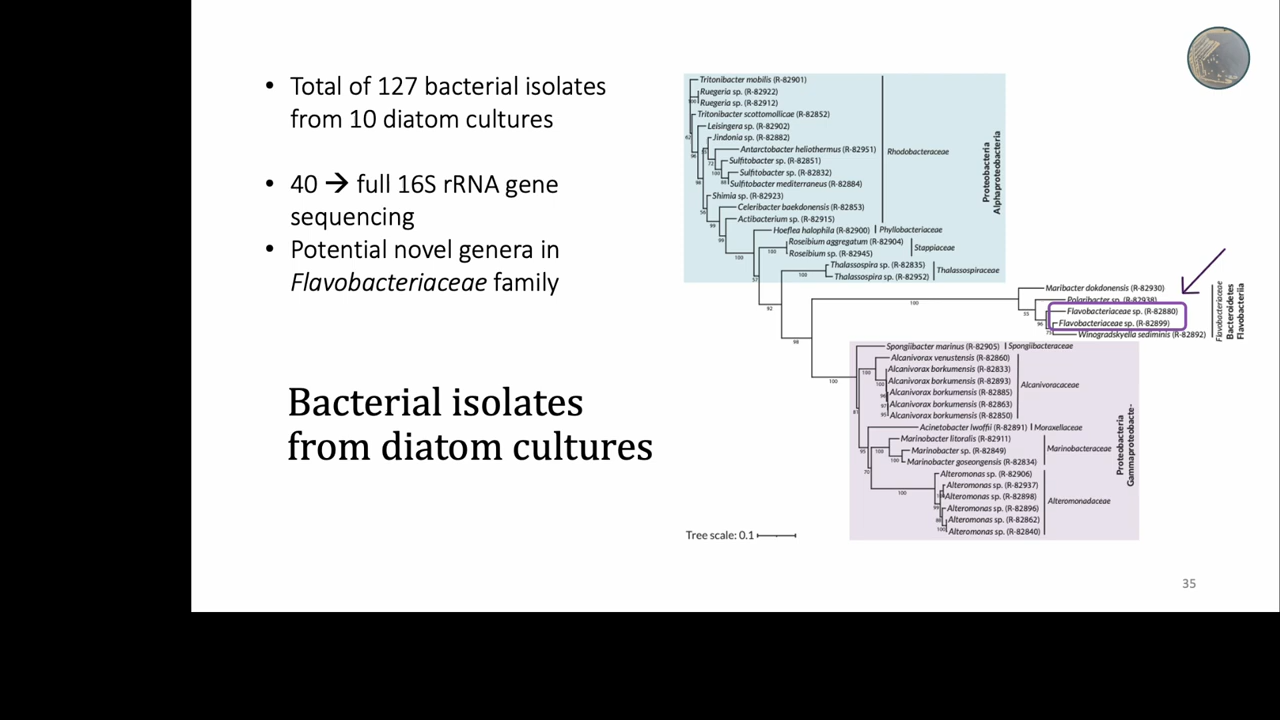 • Total of 127 bacterial isolates
from 10 diatom cultures
• 40 → full 16S rRNA gene
sequencing
• Potential novel genera in
Flavobacteriaceae family
Bacterial isolates
from diatom cultures
Tritonibacter mobilis (R-82901)
Ruegeria sp. (R-82922)
Ruegeria sp. (R-82912)
Tritonibacter scottomollicae (R-82852)
Leisingera sp. (R-82902)
Jindonia sp. (R-82882)
Antarctobacter heliothermus (R-82951)
Sulfitobacter sp. (R-82851)
Sulfitobacter sp. (R-82832)
Sulfitobacter mediterraneus (R-82884)
Shimia sp. (R-82923)
Celeribacter baekdonensis (R-82853)
Actibacterium sp. (R-82915)
Rhodobacteraceae
Hoeflea halophila (R-82900)
Phyllobacteriaceae
Roseibium aggregatum (R-82904)
Roseibium sp. (R-82945)
Stappiaceae
Thalassospira sp. (R-82835)
Thalassospira sp. (R-82952)
Thalassospiraceae
Proteobacteria
Alphaproteobacteria
Maribacter dokdonensis (R-82930)
Polaribacter sp. (R-82938)
Flavobacteriaceae sp. (R-82880)
Flavobacteriaceae sp. (R-82899)
Winogradskyella sediminis (R-82892)
Flavobacteriaceae
Bacteroidetes
Flavobacteriia
Spongiibacter marinus (R-82905)
Spongiibacteraceae
Alcanivorax venustensis (R-82860)
Alcanivorax borkumensis (R-82833)
Alcanivorax borkumensis (R-82893)
Alcanivorax borkumensis (R-82885)
Alcanivorax borkumensis (R-82863)
Alcanivorax borkumensis (R-82850)
Alcanivoracaceae
Acinetobacter lwoffii (R-82891)
Moraxellaceae
Marinobacter litoralis (R-82911)
Marinobacter sp. (R-82849)
Marinobacter goseongensis (R-82834)
Marinobacteraceae
Alteromonas sp. (R-82906)
Alteromonas sp. (R-82937)
Alteromonas sp. (R-82898)
Alteromonas sp. (R-82896)
Alteromonas sp. (R-82862)
Alteromonas sp. (R-82840)
Alteromonadaceae
Proteobacteria
Gammaproteobacte-
Tree scale: 0.1
35